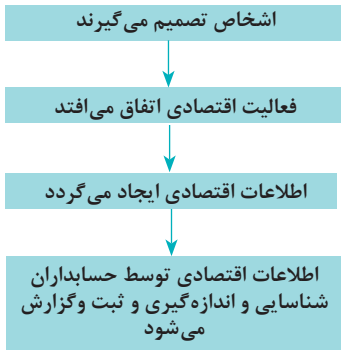 اشخاص تصمیم می‌گیرند
فعالیت اقتصادی اتفاق می‌افتد
اطلاعات اقتصادی ایجاد می‌گردد
اطلاعات اقتصادی توسط حسابداران
شناسایی و اندازه‌گیری و ثبت وگزارش
می‌شود